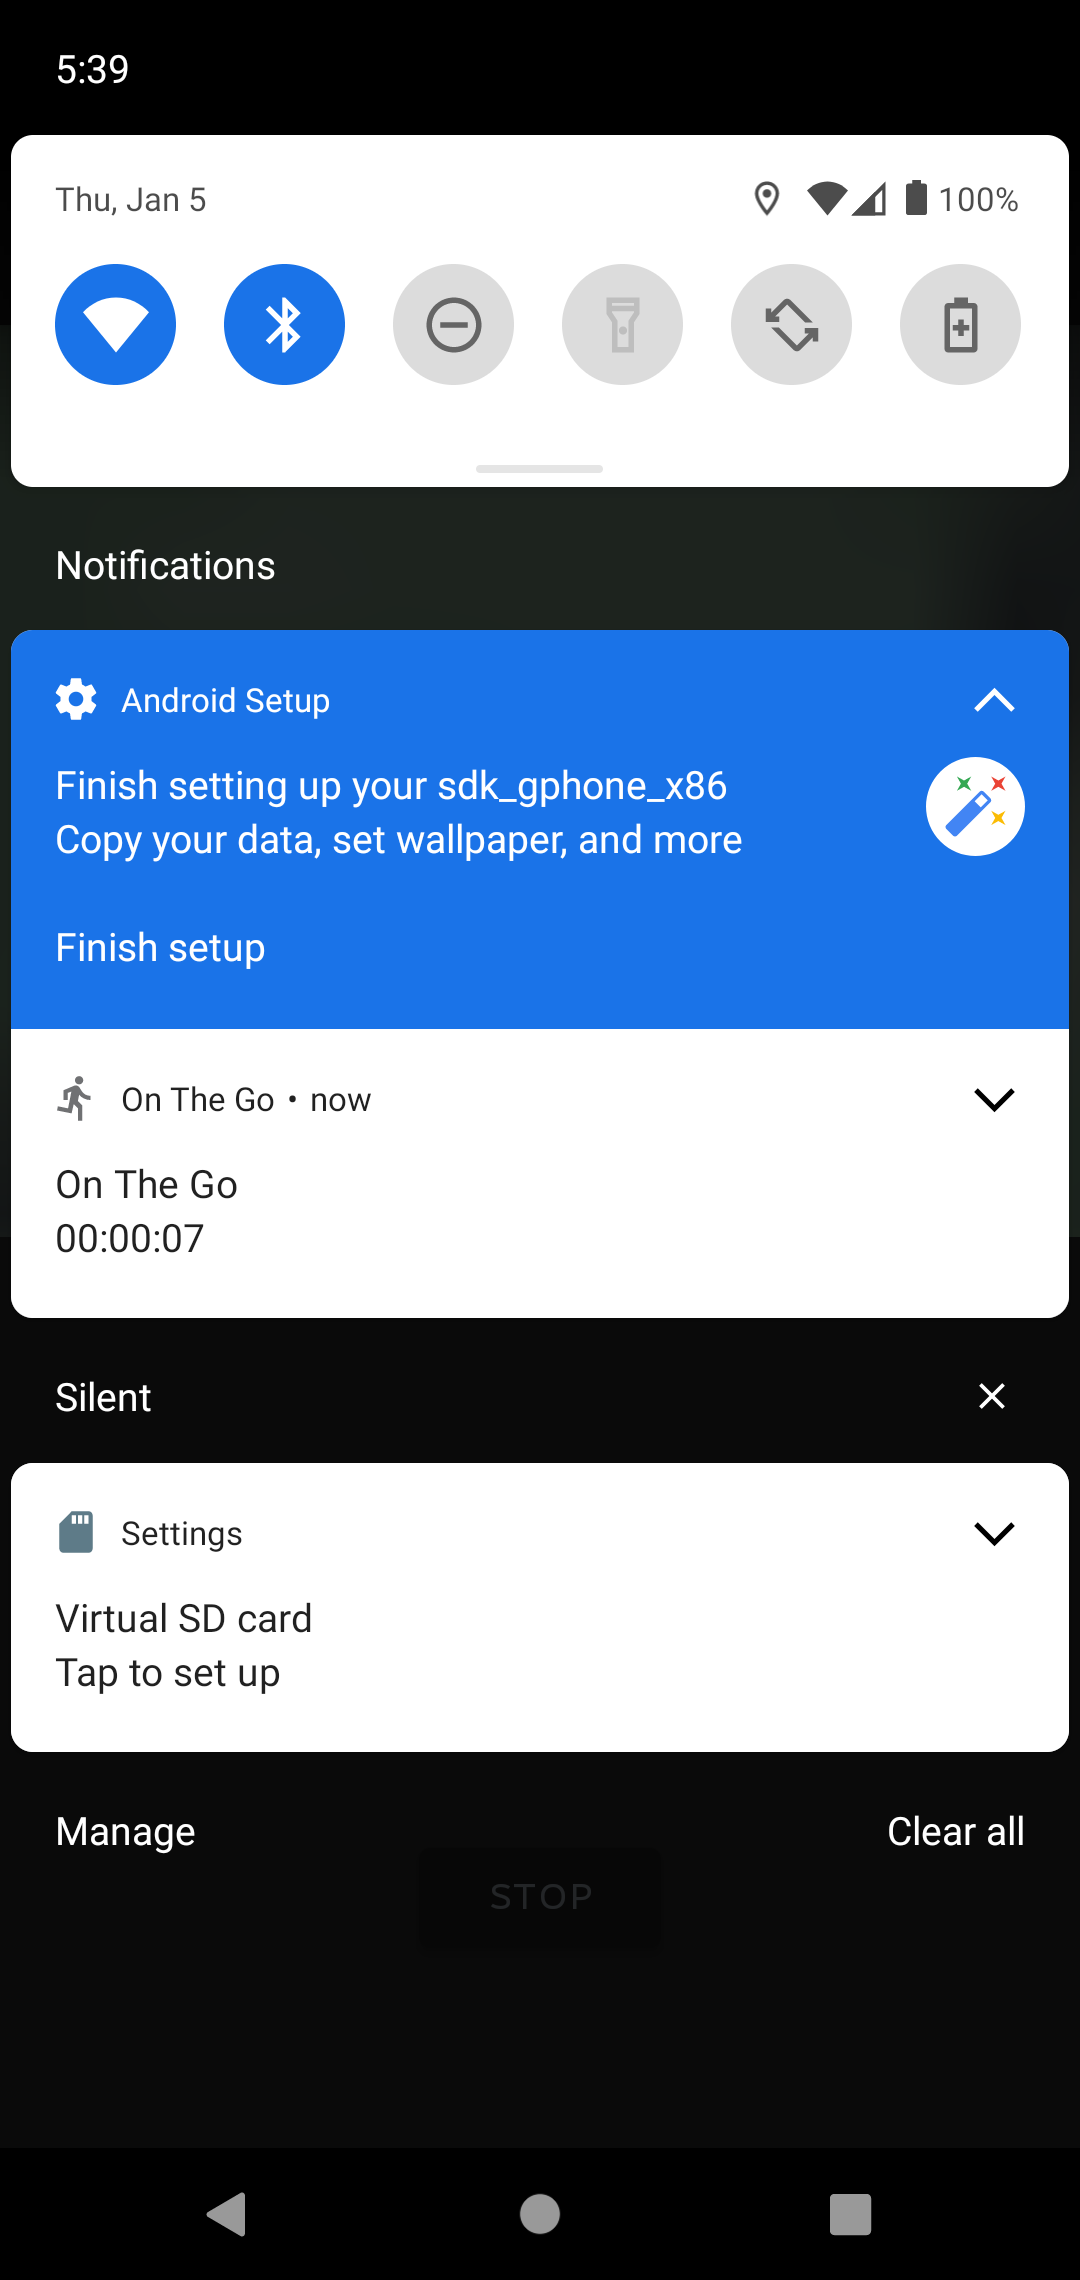 5:39
Thu, Jan 5
100%
Notifications
Android Setup
Finish setting up your sdk_gphone_x86
Copy your data, set wallpaper, and more
Finish setup
On The Go • now
On The Go
00:00:07
Silent
Settings
Virtual SD card
Tap to set up
Manage
Clear all
STOP